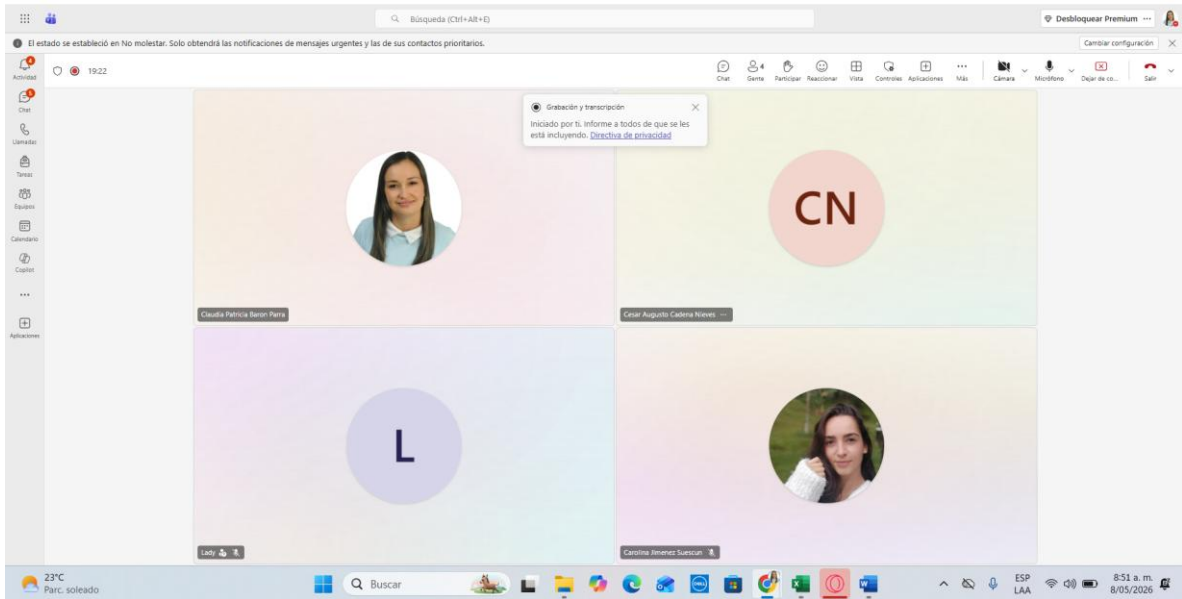 Búsqueda (Ctrl+Alt+E)
Desbloquear Premium ...
El estado se estableció en No molestar. Solo obtendrá las notificaciones de mensajes urgentes y las de sus contactos prioritarios.
Cambiar configuración
4
Actividad
19:22
Chat
Gente 4
Participar
Reaccionar
Vista
Controles
Aplicaciones
Más
Cámara
Micrófono
Dejar de co...
Salir
5
Chat
Llamadas
Tareas
Equipos
Calendario
Copilot
Aplicaciones
Grabación y transcripción
Iniciado por ti. Informe a todos de que se les
está incluyendo. Directiva de privacidad
CN
Claudia Patricia Baron Parra
Cesar Augusto Cadena Nieves ...
L
Lady
Carolina Jimenez Suescun
23°C
Parc. soleado
Buscar
ESP
LAA
8:51 a. m.
8/05/2026